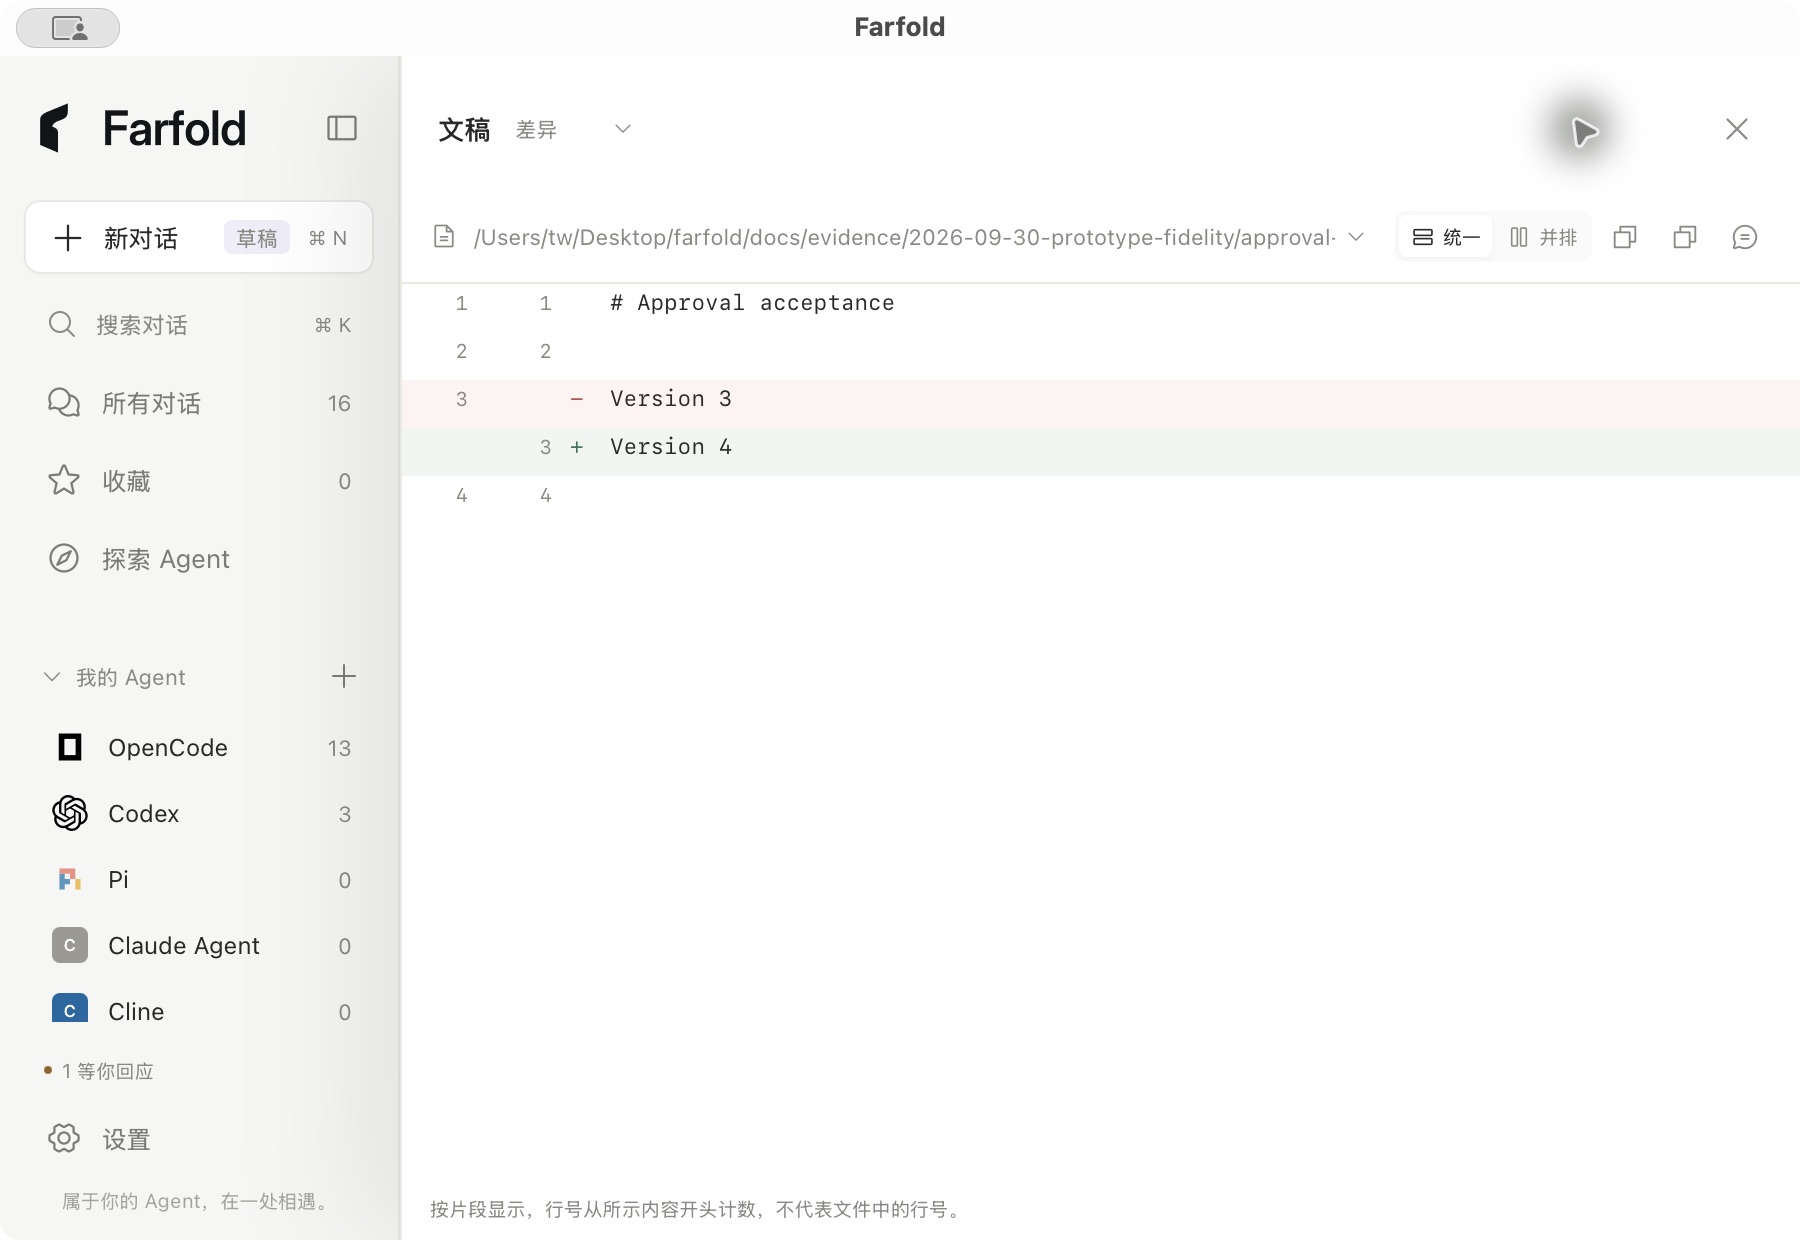 Farfold
Farfold
新对话 草稿 ⌘ N
搜索对话 ⌘ K
所有对话 16
收藏 0
探索 Agent
我的 Agent
OpenCode 13
Codex 3
Pi 0
C Claude Agent 0
C Cline 0
1 等你回应
设置
属于你的 Agent，在一处相遇。
文稿 差异
/Users/tw/Desktop/farfold/docs/evidence/2026-09-30-prototype-fidelity/approval- 统一 并排
1 1 # Approval acceptance
2 2
3 − Version 3
3 + Version 4
4 4
按片段显示，行号从所示内容开头计数，不代表文件中的行号。